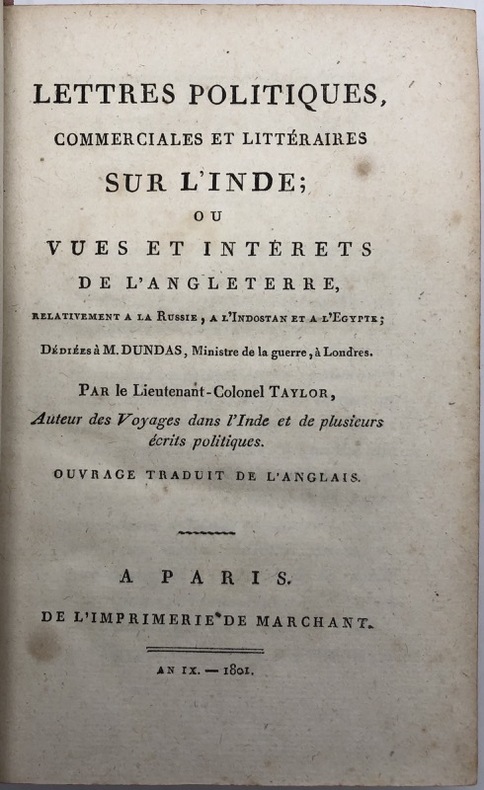 LETTRES POLITIQUES,
COMMERCIALES ET LITTÉRAIRES
SUR L'INDE;
OU
VUES ET INTÉRETS
DE L'ANGLETERRE,
RELATIVEMENT A LA RUSSIE, A L'INDOSTAN ET A L'EGYPTE;
DÉDIÉES à M. DUNDAS, Ministre de la guerre, à Londres.
PAR le Lieutenant-Colonel TAYLOR,
Auteur des Voyages dans l'Inde et de plusieurs
écrits politiques.
OUVRAGE TRADUIT DE L'ANGLAIS.
A PARIS.
DE L'IMPRIMERIE DE MARCHANT.
AN IX. — 1801.